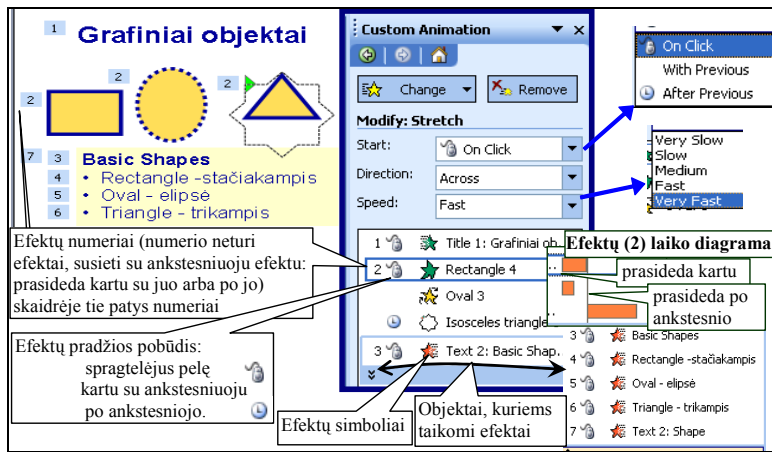 1 Grafiniai objektai
2
2
2
7 3 Basic Shapes
4 • Rectangle -stačiakampis
5 • Oval - elipsė
6 • Triangle - trikampis
Efektų numeriai (numerio neturi
efektai, susieti su ankstesniuoju efektu:
prasideda kartu su juo arba po jo)
skaidrėje tie patys numeriai
Efektų pradžios pobūdis:
spragtelėjus pelę
kartu su ankstesniuoju
po ankstesniojo.
Custom Animation
Change
Remove
Modify: Stretch
Start: On Click
Direction: Across
Speed: Fast
1 Title 1: Grafiniai ob
2 Rectangle 4
Oval 3
Isosceles triangle
3 Text 2: Basic Shap..
Efektų simboliai
Objektai, kuriems
taikomi efektai
On Click
With Previous
After Previous
Very Slow
Slow
Medium
Fast
Very Fast
Efektų (2) laiko diagrama
prasideda kartu
prasideda po
ankstesnio
3 Basic Shapes
4 Rectangle -stačiakampis
5 Oval - elipsė
6 Triangle - trikampis
7 Text 2: Shape